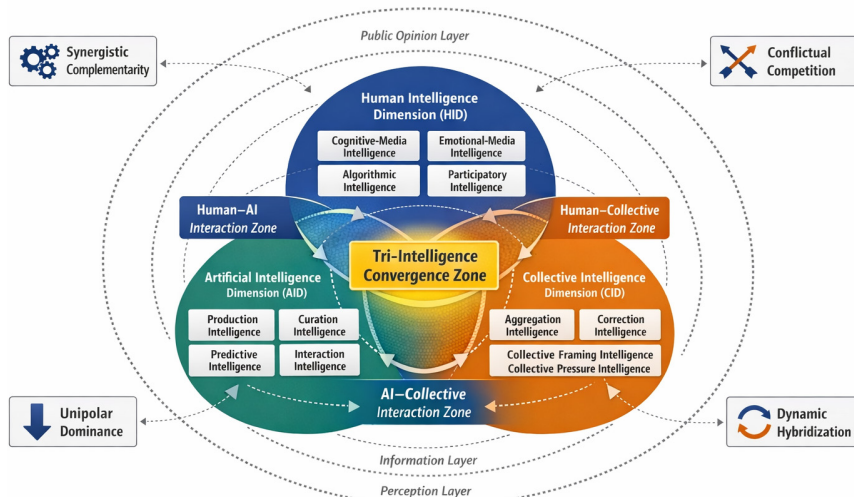 Public Opinion Layer
Synergistic
Complementarity
Conflictual
Competition
Human Intelligence
Dimension (HID)
Cognitive-Media
Intelligence
Emotional-Media
Intelligence
Algorithmic
Intelligence
Participatory
Intelligence
Human–AI
Interaction Zone
Human–Collective
Interaction Zone
Tri-Intelligence
Convergence Zone
Artificial Intelligence
Dimension (AID)
Collective Intelligence
Dimension (CID)
Production
Intelligence
Curation
Intelligence
Aggregation
Intelligence
Correction
Intelligence
Predictive
Intelligence
Interaction
Intelligence
Collective Framing Intelligence
Collective Pressure Intelligence
AI–Collective
Interaction Zone
Unipolar
Dominance
Dynamic
Hybridization
Information Layer
Perception Layer